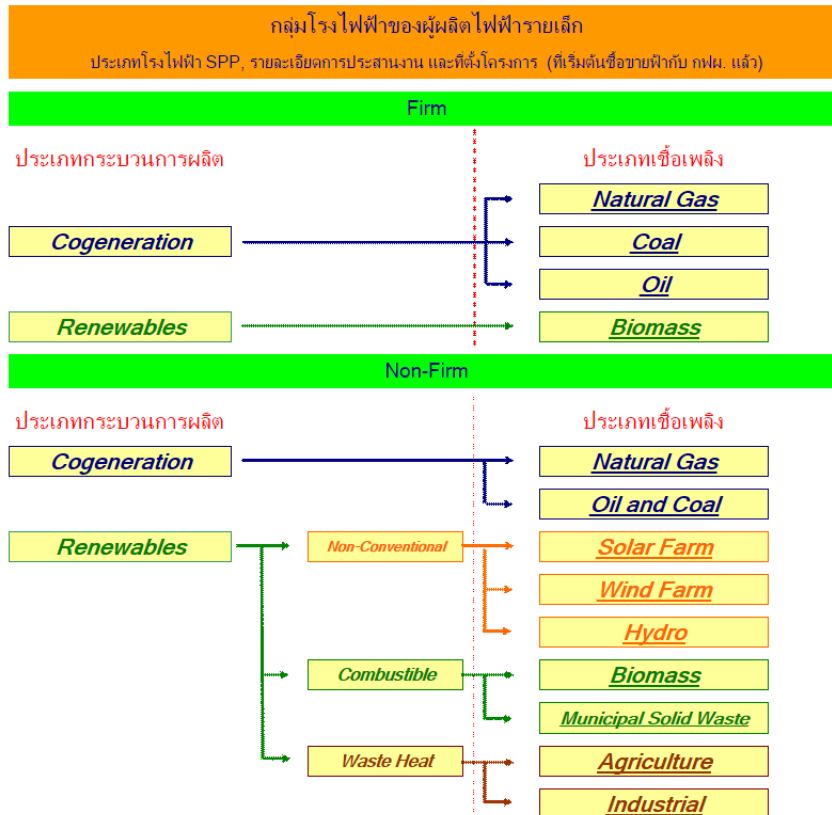 กลุ่มโรงไฟฟ้าของผู้ผลิตไฟฟ้ารายเล็ก
ประเภทโรงไฟฟ้า SPP, รายละเอียดการประสานงาน และที่ตั้งโครงการ (ที่เริ่มต้นซื้อขายฟ้ากับ กฟผ. แล้ว)
Firm
ประเภทกระบวนการผลิต ประเภทเชื้อเพลิง
Natural Gas
Cogeneration Coal
Oil
Renewables Biomass
Non-Firm
ประเภทกระบวนการผลิต ประเภทเชื้อเพลิง
Cogeneration Natural Gas
Oil and Coal
Renewables Non-Conventional Solar Farm
Wind Farm
Hydro
Combustible Biomass
Municipal Solid Waste
Waste Heat Agriculture
Industrial